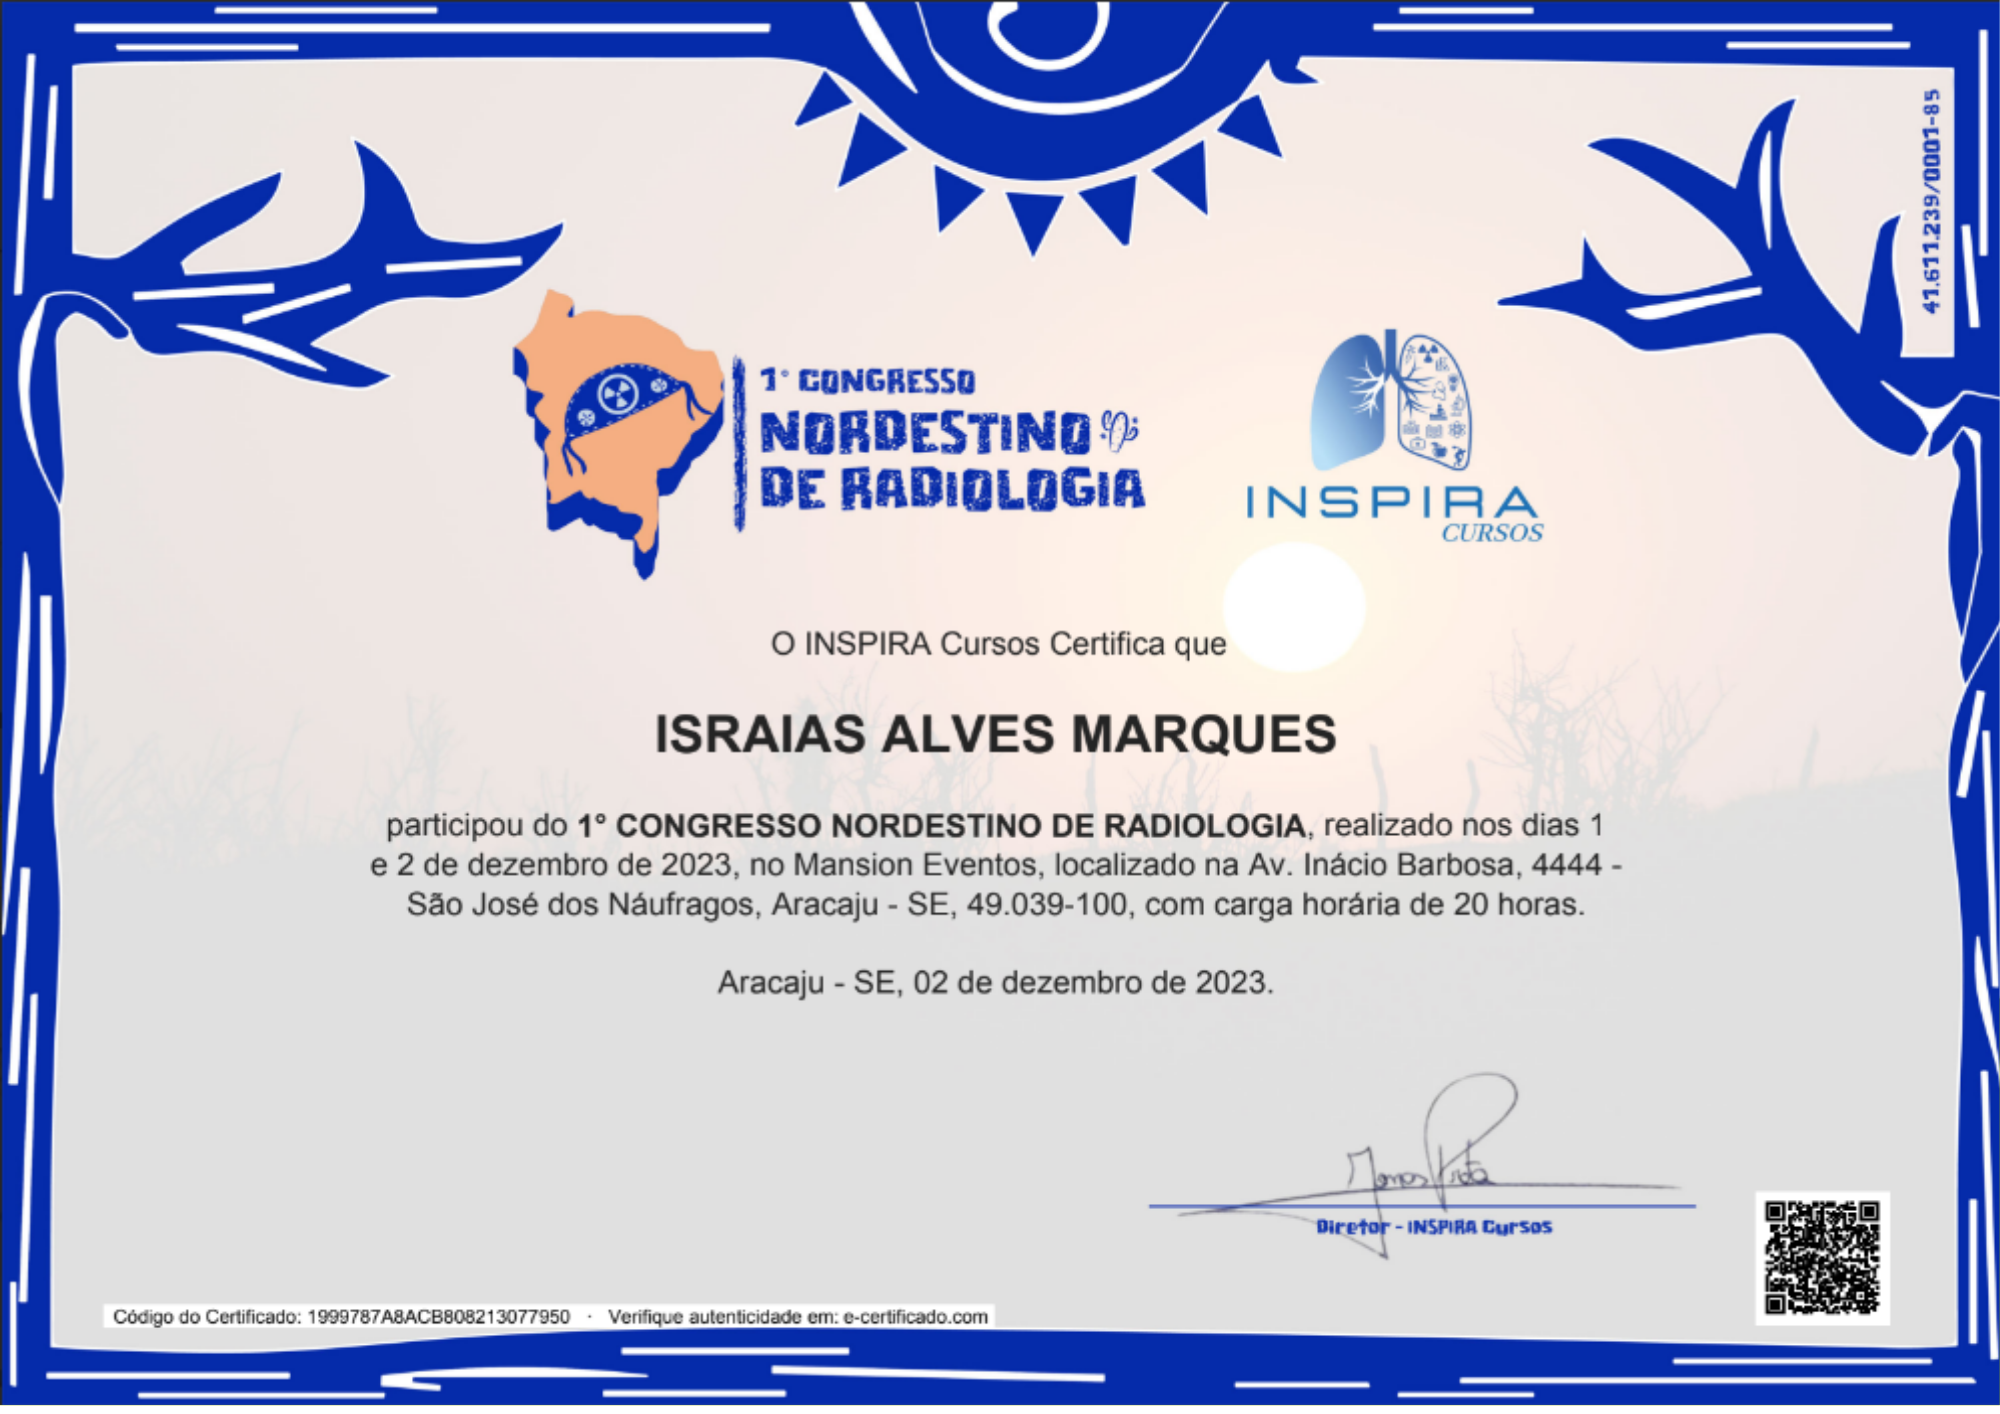 41.611.239/0001-85
1° CONGRESSO
NORDESTINO
DE RADIOLOGIA
INSPIRA
CURSOS
O INSPIRA Cursos Certifica que
ISRAIAS ALVES MARQUES
participou do 1° CONGRESSO NORDESTINO DE RADIOLOGIA, realizado nos dias 1
e 2 de dezembro de 2023, no Mansion Eventos, localizado na Av. Inácio Barbosa, 4444 -
São José dos Náufragos, Aracaju - SE, 49.039-100, com carga horária de 20 horas.
Aracaju - SE, 02 de dezembro de 2023.
Diretor - INSPIRA Cursos
Código do Certificado: 1999787A8ACB808213077950 · Verifique autenticidade em: e-certificado.com